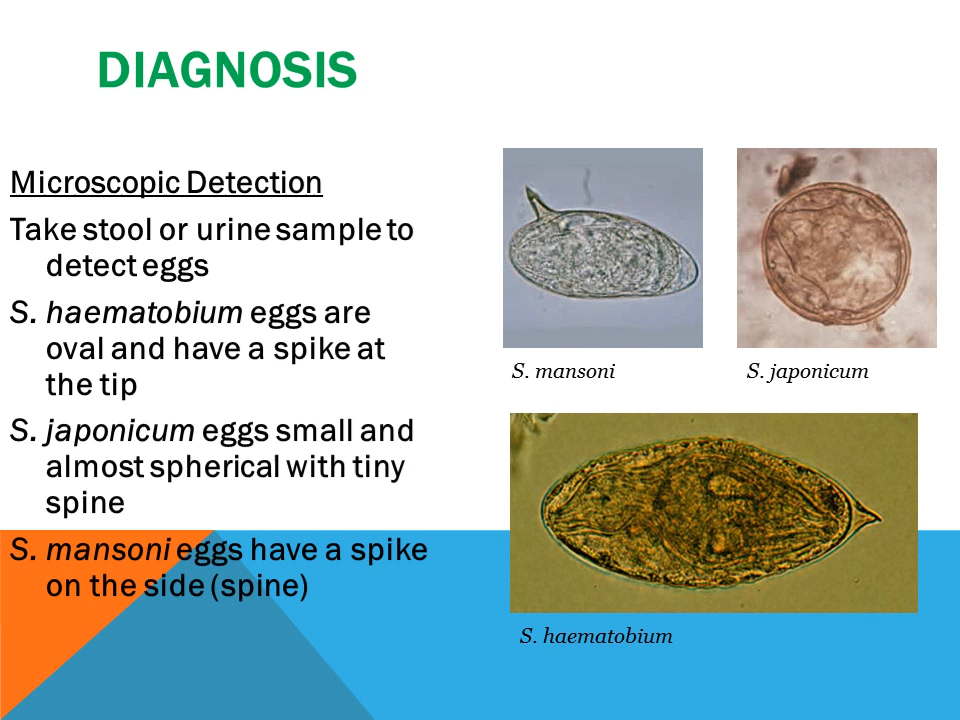 DIAGNOSIS
Microscopic Detection
Take stool or urine sample to
detect eggs
S. haematobium eggs are
oval and have a spike at
the tip
S. japonicum eggs small and
almost spherical with tiny
spine
S. mansoni eggs have a spike
on the side (spine)
S. mansoni
S. japonicum
S. haematobium